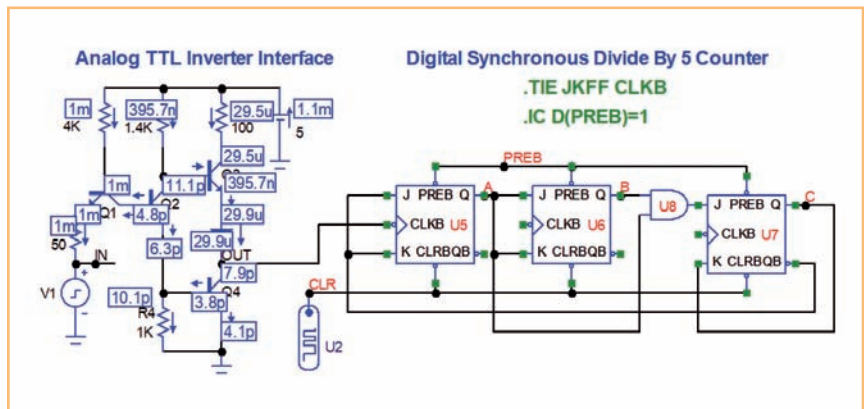 Analog TTL Inverter Interface
Digital Synchronous Divide By 5 Counter
.TIE JKFF CLKB
.IC D(PREB)=1
1m
4K
395.7n
1.4K
29.5u
100
1.1m
5
29.5u
395.7n
11.1p
1m
Q1
4.8p
Q2
1m
1m
50
29.9u
29.9u
6.3p
OUT
7.9p
IN
V1
10.1p
R4
1K
3.8p
Q4
4.1p
PREB
J PREB Q
CLKB U5
K CLRBQB
A
J PREB Q
CLKB U6
K CLRBQB
B
U8
J PREB Q
CLKB U7
K CLRBQB
C
CLR
U2